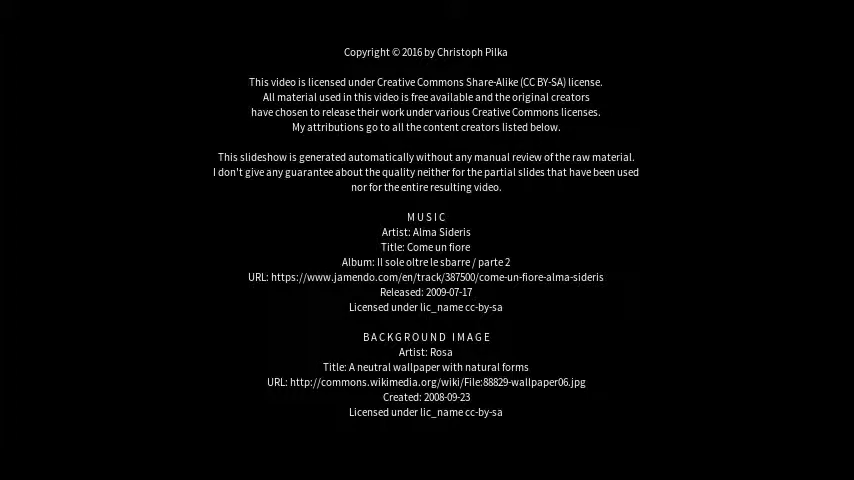 Copyright © 2016 by Christoph Pilka
This video is licensed under Creative Commons Share-Alike (CC BY-SA) license.
All material used in this video is free available and the original creators
have chosen to release their work under various Creative Commons licenses.
My attributions go to all the content creators listed below.
This slideshow is generated automatically without any manual review of the raw material.
I don't give any guarantee about the quality neither for the partial slides that have been used
nor for the entire resulting video.
MUSIC
Artist: Alma Sideris
Title: Come un fiore
Album: Il sole oltre le sbarre / parte 2
URL: https://www.jamendo.com/en/track/387500/come-un-fiore-alma-sideris
Released: 2009-07-17
Licensed under lic_name cc-by-sa
BACKGROUND IMAGE
Artist: Rosa
Title: A neutral wallpaper with natural forms
URL: http://commons.wikimedia.org/wiki/File:88829-wallpaper06.jpg
Created: 2008-09-23
Licensed under lic_name cc-by-sa